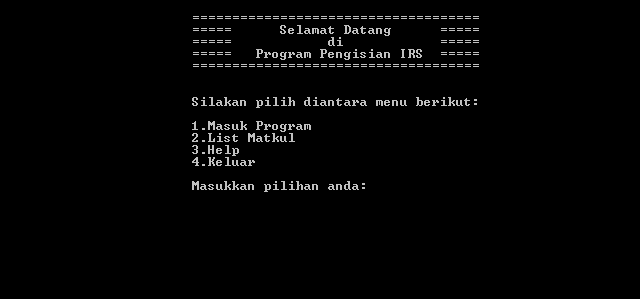 ====================================
===== Selamat Datang =====
===== di =====
===== Program Pengisian IRS =====
====================================
Silakan pilih diantara menu berikut:
1.Masuk Program
2.List Matkul
3.Help
4.Keluar
Masukkan pilihan anda: